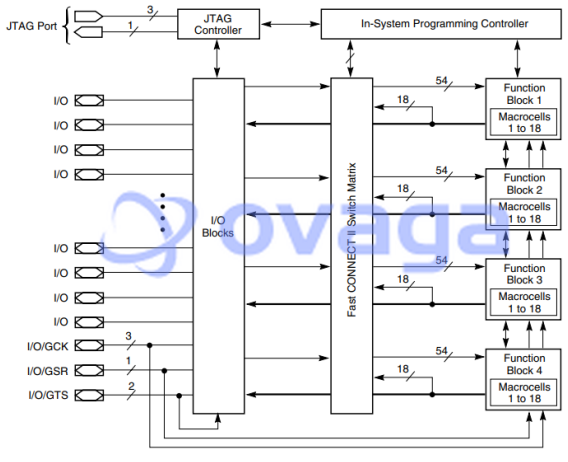 JTAG Port
3
1
JTAG
Controller
In-System Programming Controller
I/O
I/O
I/O
I/O
I/O
I/O
I/O
I/O
I/O/GCK
3
I/O/GSR
1
I/O/GTS
2
I/O
Blocks
Fast CONNECT II Switch Matrix
54
18
Function
Block 1
Macrocells
1 to 18
54
18
Function
Block 2
Macrocells
1 to 18
54
18
Function
Block 3
Macrocells
1 to 18
54
18
Function
Block 4
Macrocells
1 to 18
ovaga